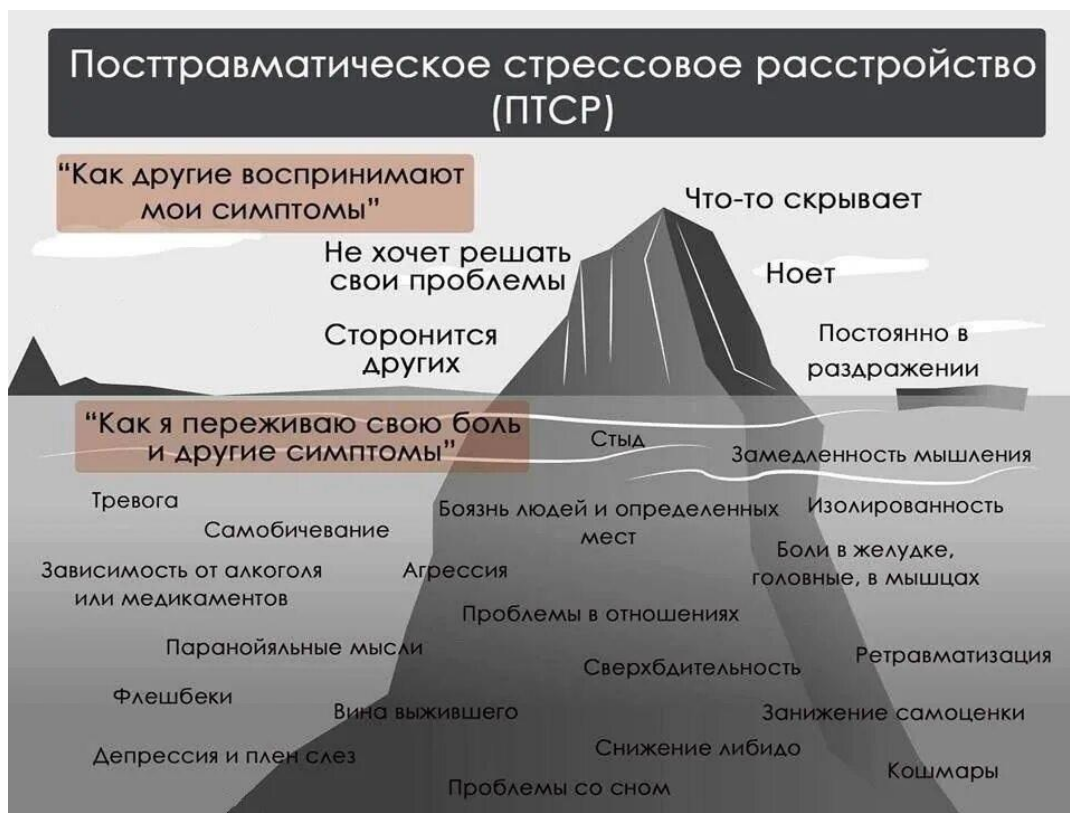 Посттравматическое стрессовое расстройство
(ПТСР)
“Как другие воспринимают
мои симптомы”
Что-то скрывает
Не хочет решать
свои проблемы
Ноет
Сторонится
других
Постоянно в
раздражении
“Как я переживаю свою боль
и другие симптомы”
Стыд
Замедленность мышления
Тревога
Самобичевание
Боязнь людей и определенных
мест
Изолированность
Зависимость от алкоголя
или медикаментов
Агрессия
Боли в желудке,
головные, в мышцах
Проблемы в отношениях
Паранойяльные мысли
Сверхбдительность
Ретравматизация
Флешбеки
Вина выжившего
Занижение самоценки
Депрессия и плен слез
Снижение либидо
Кошмары
Проблемы со сном